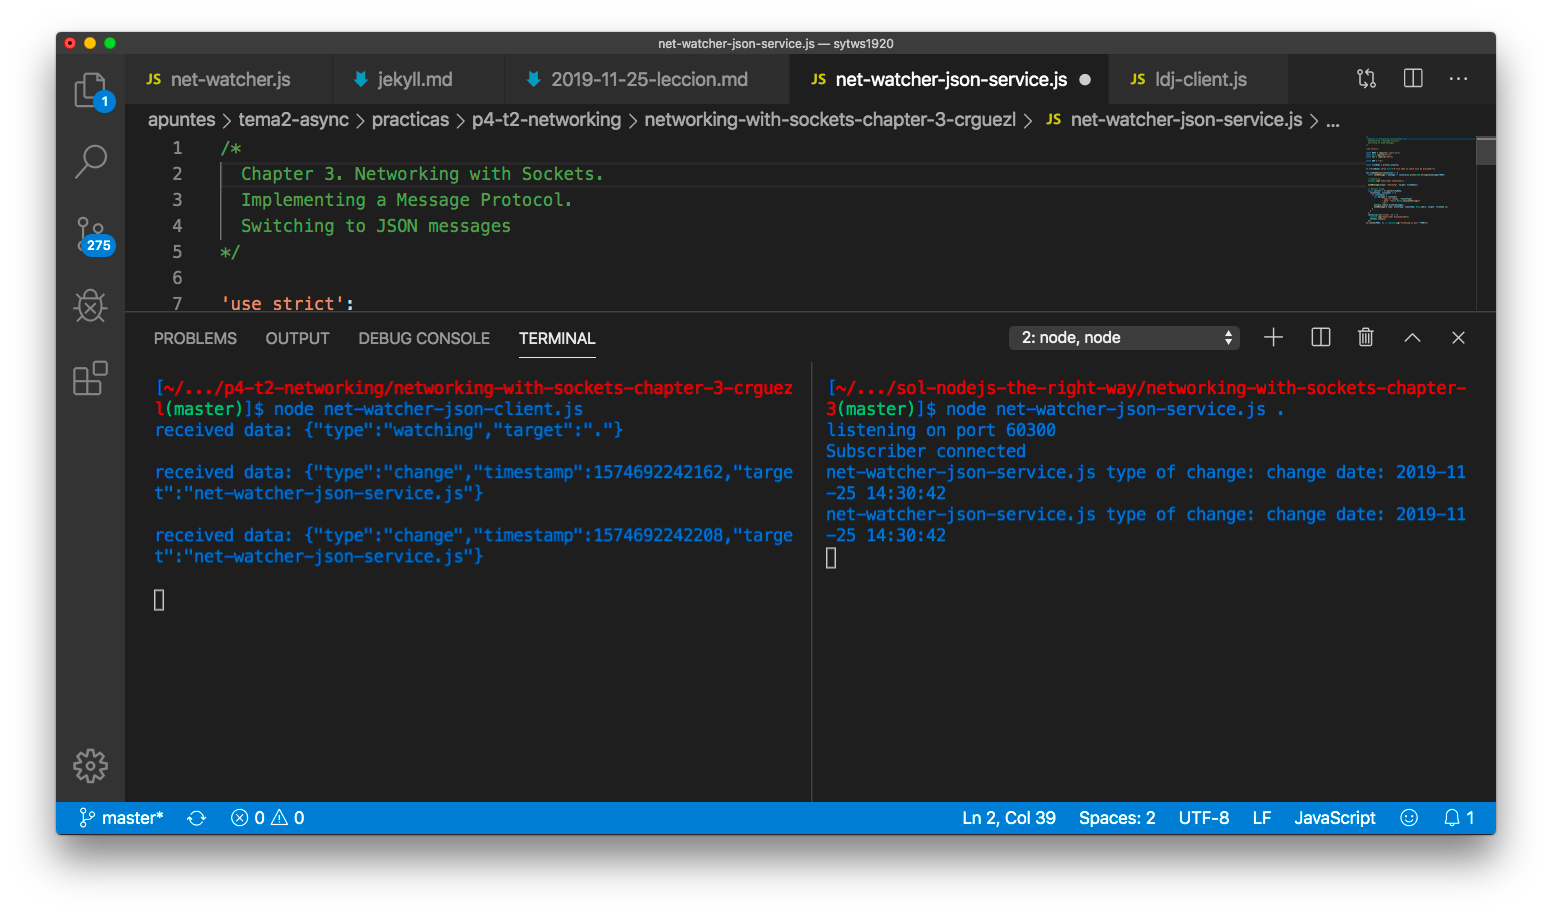 net-watcher-json-service.js — sytws1920
JS net-watcher.js
jekyll.md
2019-11-25-leccion.md
JS net-watcher-json-service.js
JS ldj-client.js
1
275
apuntes > tema2-async > practicas > p4-t2-networking > networking-with-sockets-chapter-3-crguezl > JS net-watcher-json-service.js > ...
1 /*
2 Chapter 3. Networking with Sockets.
3 Implementing a Message Protocol.
4 Switching to JSON messages
5 */
6
7 'use strict';
PROBLEMS OUTPUT DEBUG CONSOLE TERMINAL
2: node, node
[~/.../p4-t2-networking/networking-with-sockets-chapter-3-crguez
l(master)]$ node net-watcher-json-client.js
received data: {"type":"watching","target":"."}
received data: {"type":"change","timestamp":1574692242162,"targe
t":"net-watcher-json-service.js"}
received data: {"type":"change","timestamp":1574692242208,"targe
t":"net-watcher-json-service.js"}
[~/.../sol-nodejs-the-right-way/networking-with-sockets-chapter-
3(master)]$ node net-watcher-json-service.js .
listening on port 60300
Subscriber connected
net-watcher-json-service.js type of change: change date: 2019-11
-25 14:30:42
net-watcher-json-service.js type of change: change date: 2019-11
-25 14:30:42
master* 0 0 Ln 2, Col 39 Spaces: 2 UTF-8 LF JavaScript 1